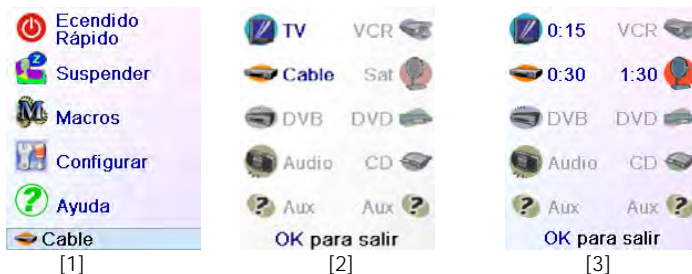 Ecendido
Rápido
Suspender
Macros
Configurar
Ayuda
Cable
[1]
TV VCR
Cable Sat
DVB DVD
Audio CD
Aux Aux
OK para salir
[2]
0:15 VCR
0:30 1:30
DVB DVD
Audio CD
Aux Aux
OK para salir
[3]